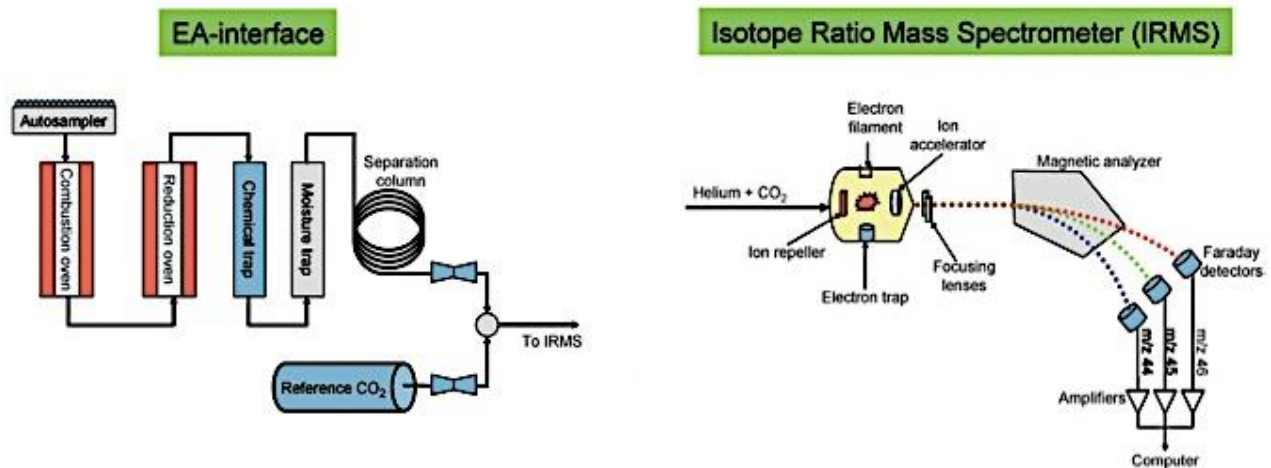 EA-interface
Autosampler
Combustion oven
Reduction oven
Chemical trap
Moisture trap
Separation
column
To IRMS
Reference CO₂
Isotope Ratio Mass Spectrometer (IRMS)
Electron
filament
Ion
accelerator
Magnetic analyzer
Helium + CO₂
Ion repeller
Electron trap
Focusing
lenses
Faraday
detectors
m/z 44
m/z 45
m/z 46
Amplifiers
Computer